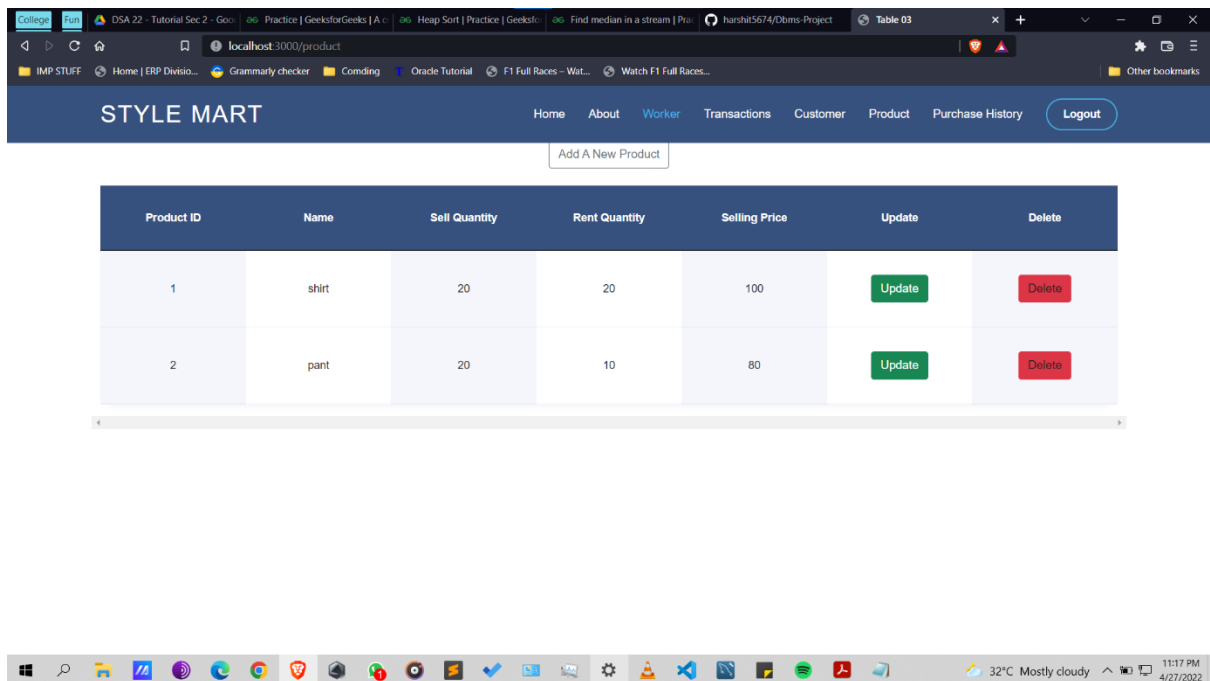 College Fun DSA 22 - Tutorial Sec 2 - Goo Practice | GeeksforGeeks | A c Heap Sort | Practice | Geeksfo Find median in a stream | Prac harshit5674/Dbms-Project Table 03
localhost:3000/product
IMP STUFF Home | ERP Divisio... Grammarly checker Comding Oracle Tutorial F1 Full Races – Wat... Watch F1 Full Races... Other bookmarks
STYLE MART Home About Worker Transactions Customer Product Purchase History Logout
Add A New Product
Product ID Name Sell Quantity Rent Quantity Selling Price Update Delete
1 shirt 20 20 100 Update Delete
2 pant 20 10 80 Update Delete
32°C Mostly cloudy 11:17 PM
4/27/2022